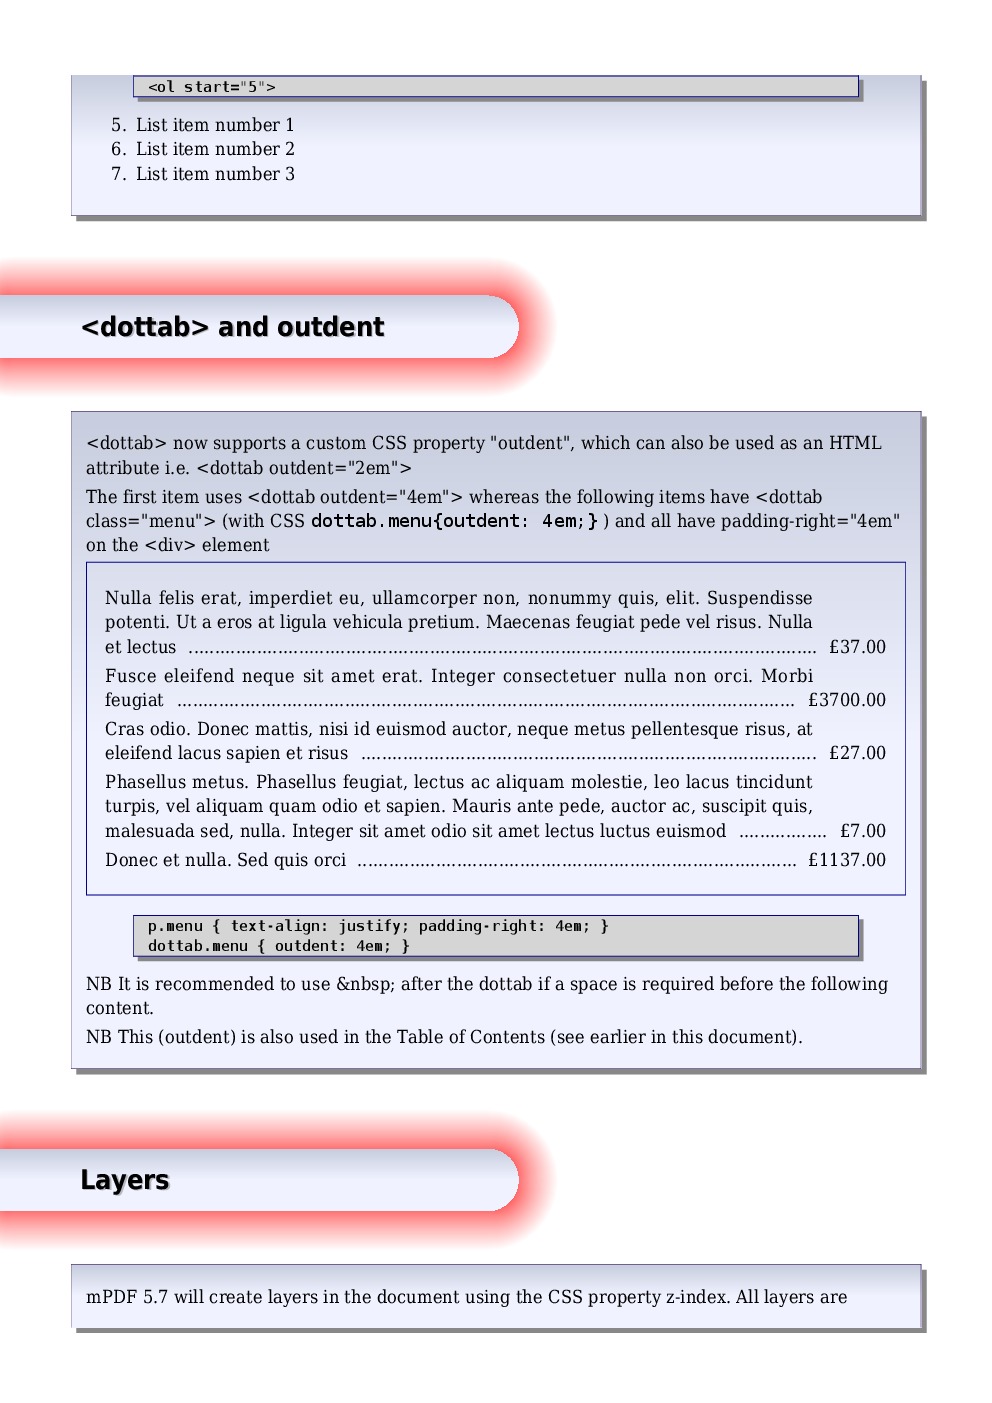 <ol start="5">
5. List item number 1
6. List item number 2
7. List item number 3
<dottab> and outdent
<dottab> now supports a custom CSS property "outdent", which can also be used as an HTML
attribute i.e. <dottab outdent="2em">
The first item uses <dottab outdent="4em"> whereas the following items have <dottab
class="menu"> (with CSS dottab.menu{outdent: 4em;} ) and all have padding-right="4em"
on the <div> element
Nulla felis erat, imperdiet eu, ullamcorper non, nonummy quis, elit. Suspendisse
potenti. Ut a eros at ligula vehicula pretium. Maecenas feugiat pede vel risus. Nulla
et lectus ........................................................................................................................ £37.00
Fusce eleifend neque sit amet erat. Integer consectetuer nulla non orci. Morbi
feugiat ..................................................................................................................... £3700.00
Cras odio. Donec mattis, nisi id euismod auctor, neque metus pellentesque risus, at
eleifend lacus sapien et risus ...................................................................................... £27.00
Phasellus metus. Phasellus feugiat, lectus ac aliquam molestie, leo lacus tincidunt
turpis, vel aliquam quam odio et sapien. Mauris ante pede, auctor ac, suscipit quis,
malesuada sed, nulla. Integer sit amet odio sit amet lectus luctus euismod ................. £7.00
Donec et nulla. Sed quis orci ................................................................................... £1137.00
p.menu { text-align: justify; padding-right: 4em; }
dottab.menu { outdent: 4em; }
NB It is recommended to use &nbsp; after the dottab if a space is required before the following
content.
NB This (outdent) is also used in the Table of Contents (see earlier in this document).
Layers
mPDF 5.7 will create layers in the document using the CSS property z-index. All layers are